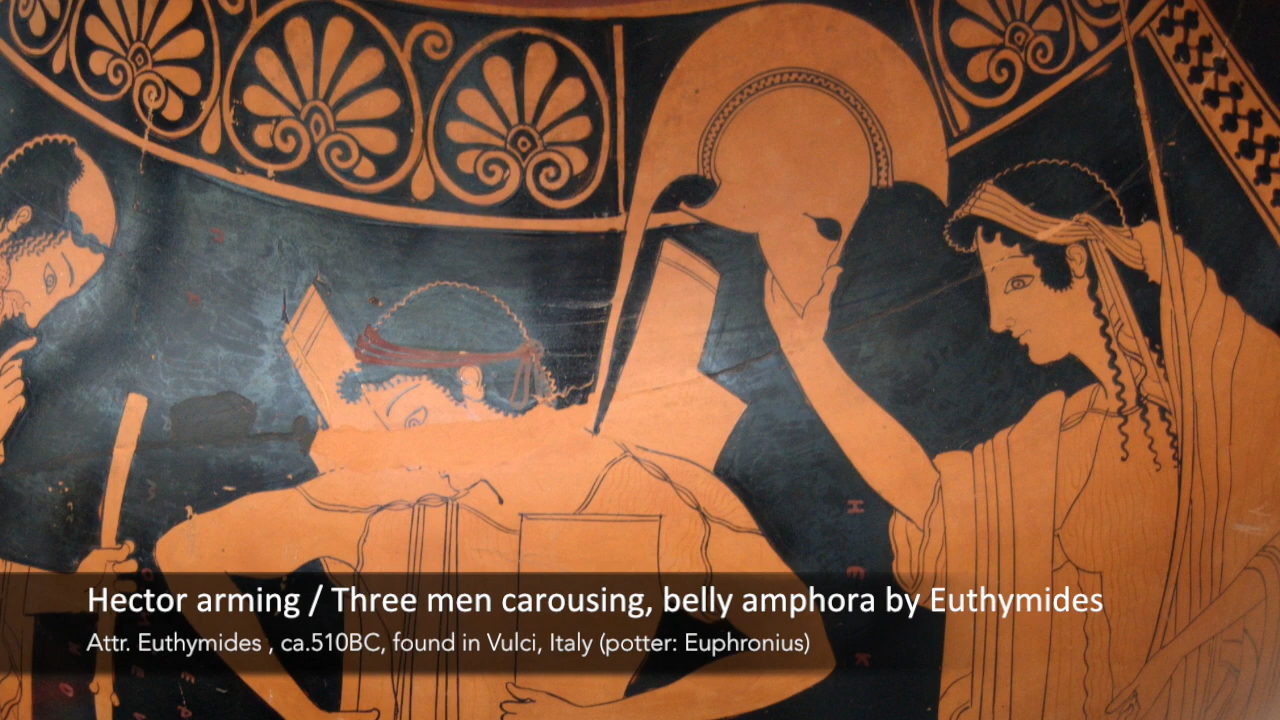 Hector arming / Three men carousing, belly amphora by Euthymides
Attr. Euthymides , ca.510BC, found in Vulci, Italy (potter: Euphronius)
H
E
K